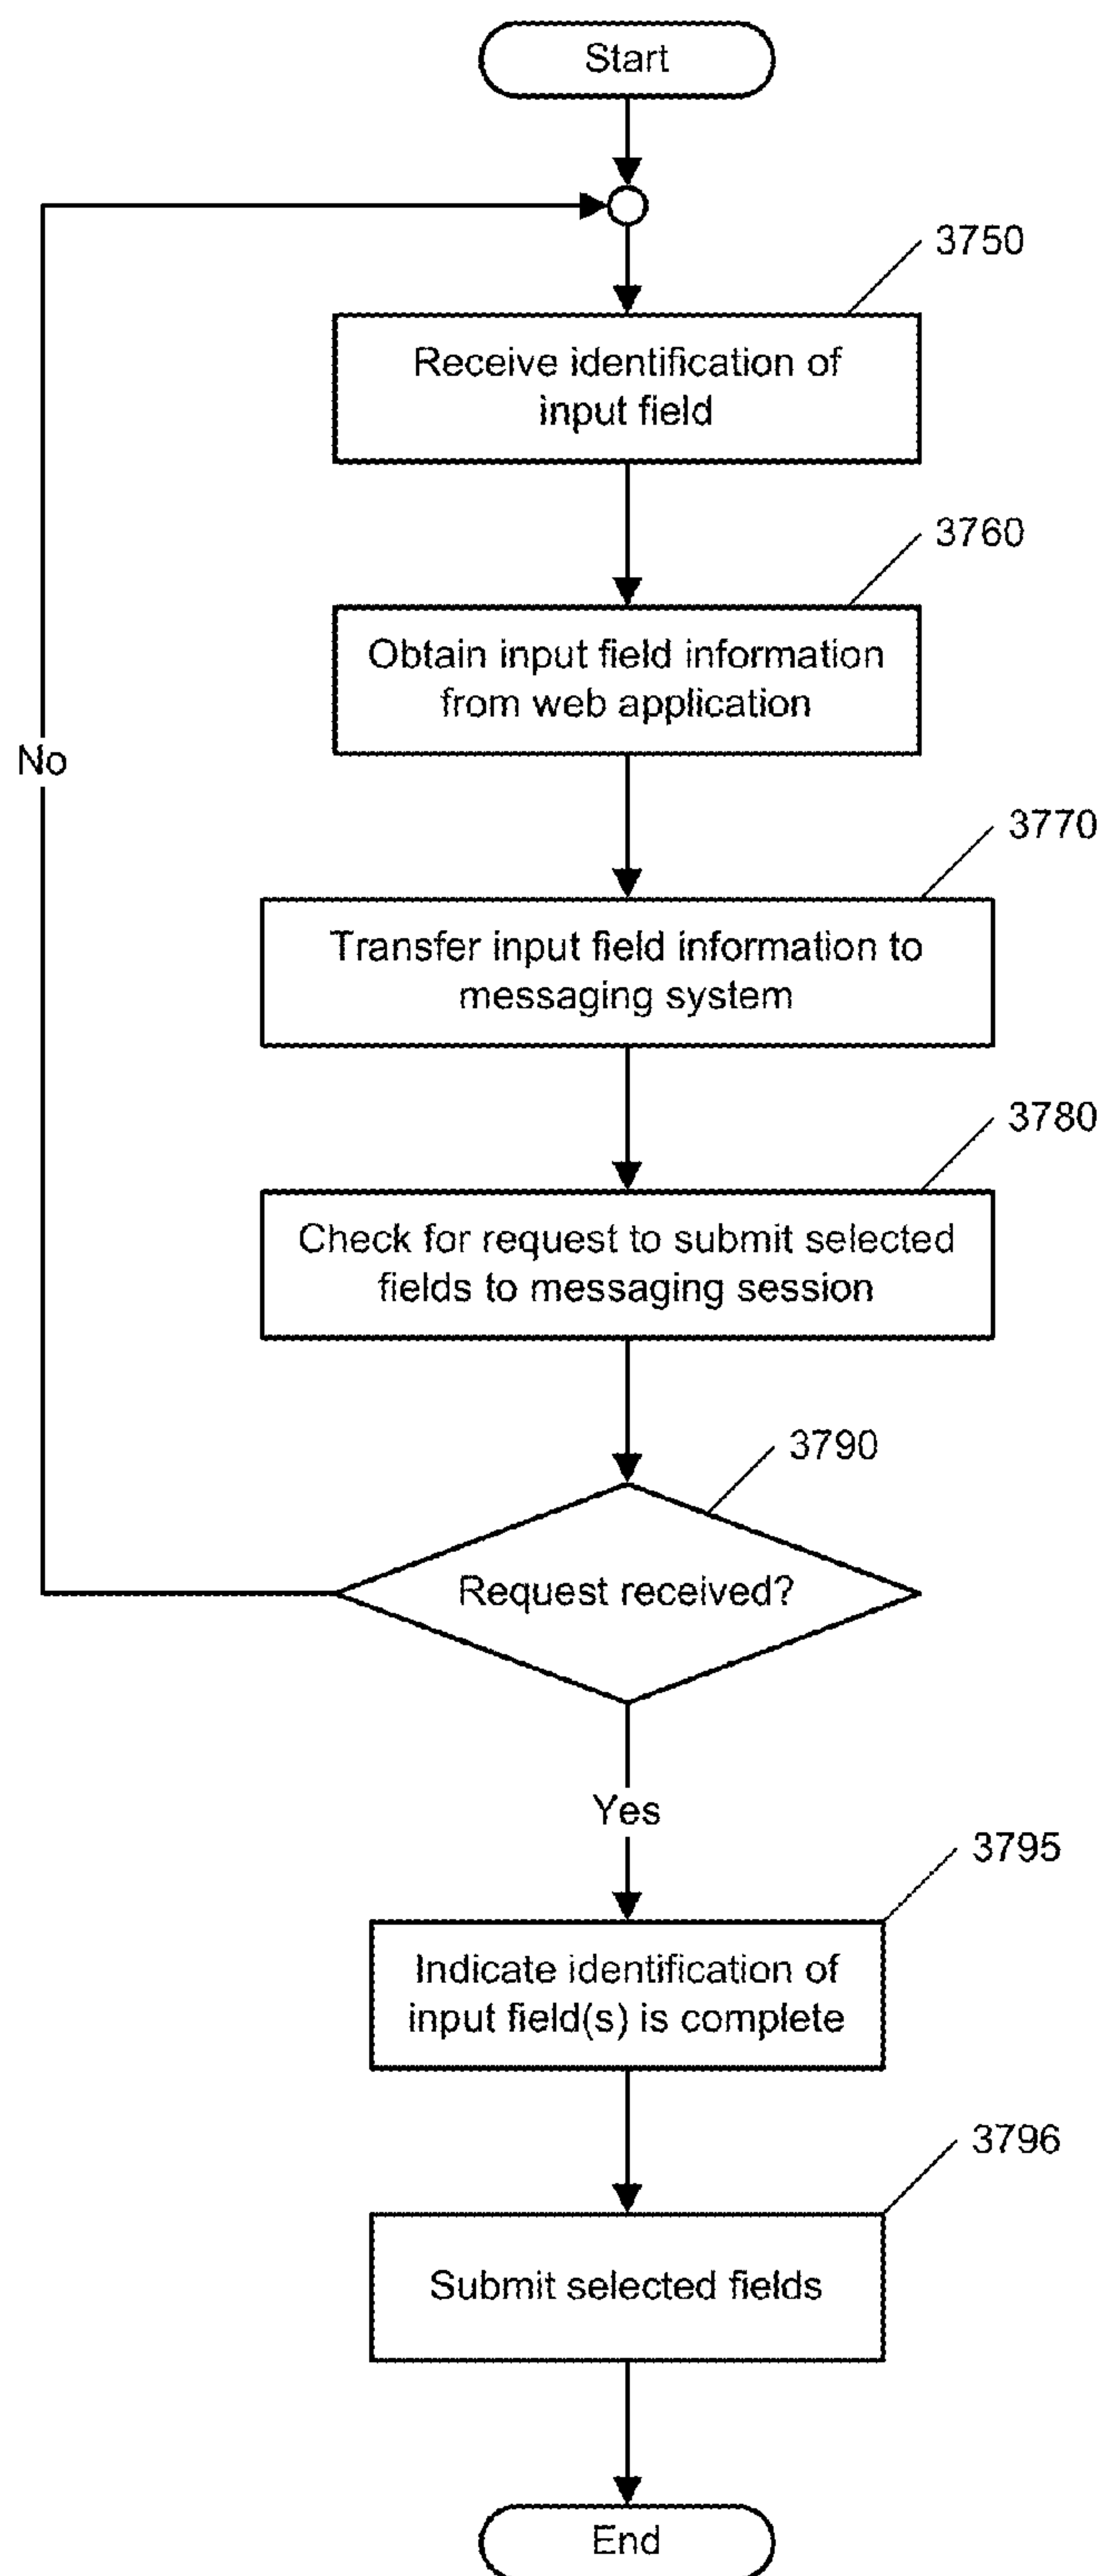 Start
3750
Receive identification of
input field
3760
Obtain input field information
from web application
No
3770
Transfer input field information to
messaging system
3780
Check for request to submit selected
fields to messaging session
3790
Request received?
Yes
3795
Indicate identification of
input field(s) is complete
3796
Submit selected fields
End